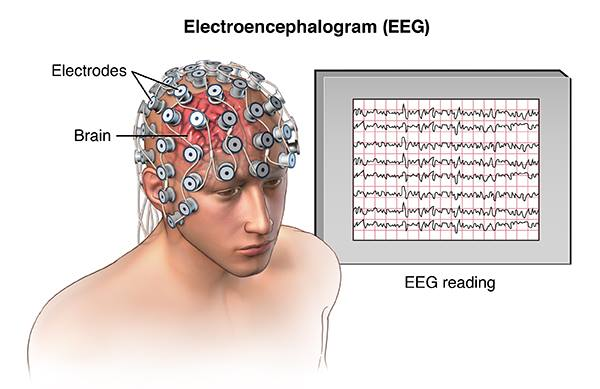 Electroencephalogram (EEG)
Electrodes
Brain
EEG reading